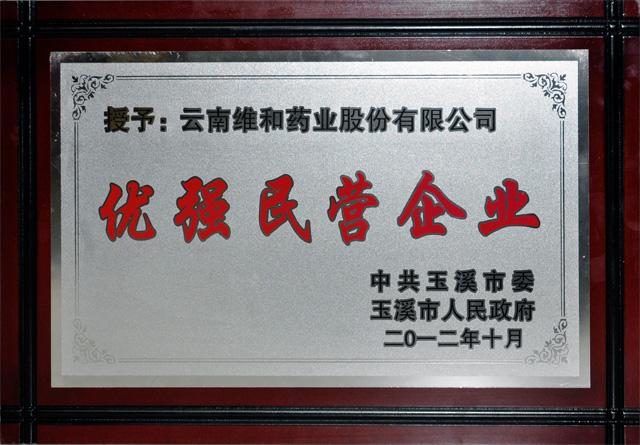 授予：云南维和药业股份有限公司
优强民营企业
中共玉溪市委
玉溪市人民政府
二〇一二年十月